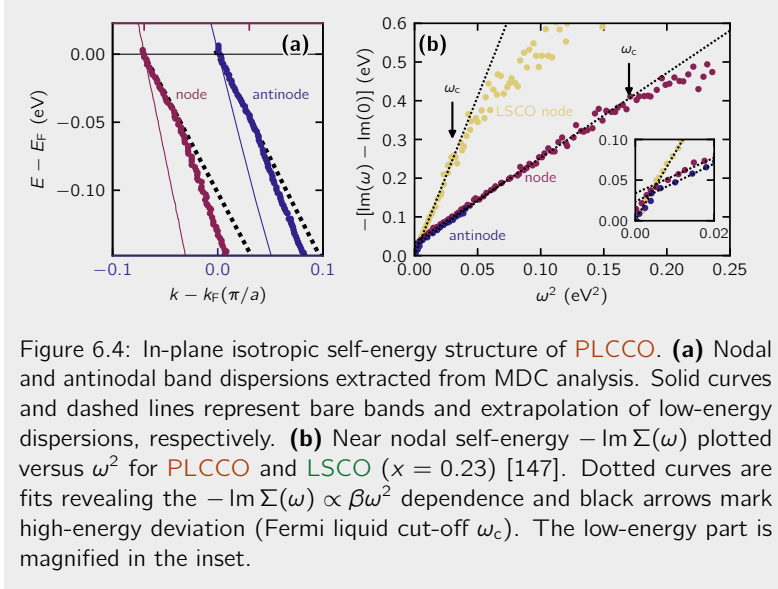 (a)
node
antinode
0.00
−0.05
−0.10
E − E_F (eV)
−0.1
0.0
0.1
k − k_F(π/a)
(b)
ω_c
ω_c
LSCO node
node
antinode
0.6
0.5
0.4
0.3
0.2
0.1
0.0
−[Im(ω) − Im(0)] (eV)
0.10
0.05
0.00
0.00
0.02
0.00
0.05
0.10
0.15
0.20
0.25
ω² (eV²)
Figure 6.4: In-plane isotropic self-energy structure of PLCCO. (a) Nodal
and antinodal band dispersions extracted from MDC analysis. Solid curves
and dashed lines represent bare bands and extrapolation of low-energy
dispersions, respectively. (b) Near nodal self-energy − Im Σ(ω) plotted
versus ω² for PLCCO and LSCO (x = 0.23) [147]. Dotted curves are
fits revealing the − Im Σ(ω) ∝ βω² dependence and black arrows mark
high-energy deviation (Fermi liquid cut-off ω_c). The low-energy part is
magnified in the inset.